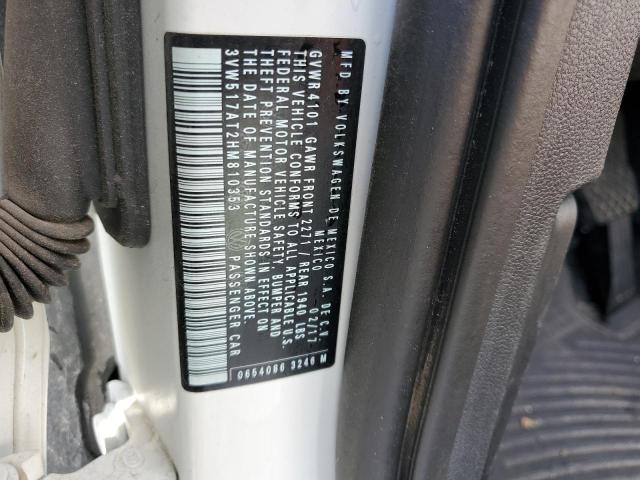 MFD. BY VOLKSWAGEN DE MEXICO S.A. DE C.V.
MEXICO 02/17
GVWR 4101 GAWR FRONT 2271 / REAR 1940 LBS
THIS VEHICLE CONFORMS TO ALL APPLICABLE U.S.
FEDERAL MOTOR VEHICLE SAFETY, BUMPER AND
THEFT PREVENTION STANDARDS IN EFFECT ON
THE DATE OF MANUFACTURE SHOWN ABOVE.
3VW517AT2HM810353 PASSENGER CAR
0654086 3246 M